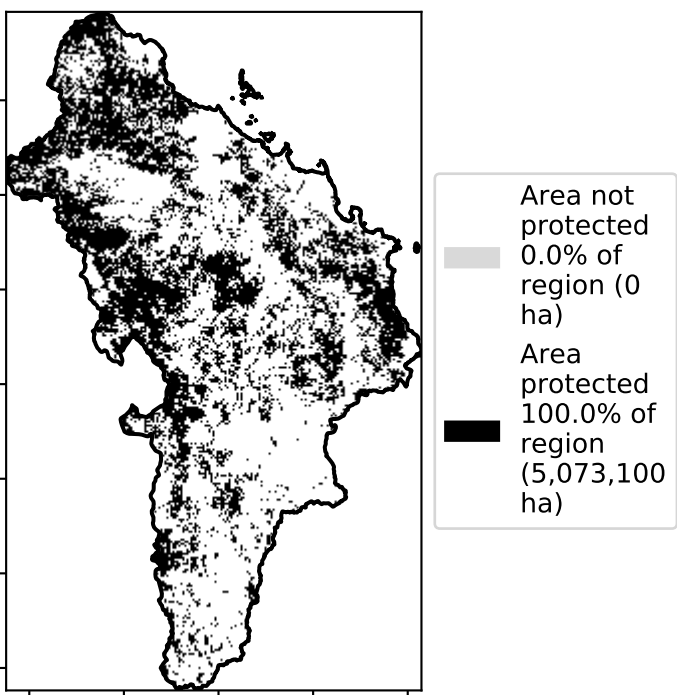 Area not
protected
0.0% of
region (0
ha)
Area
protected
100.0% of
region
(5,073,100
ha)